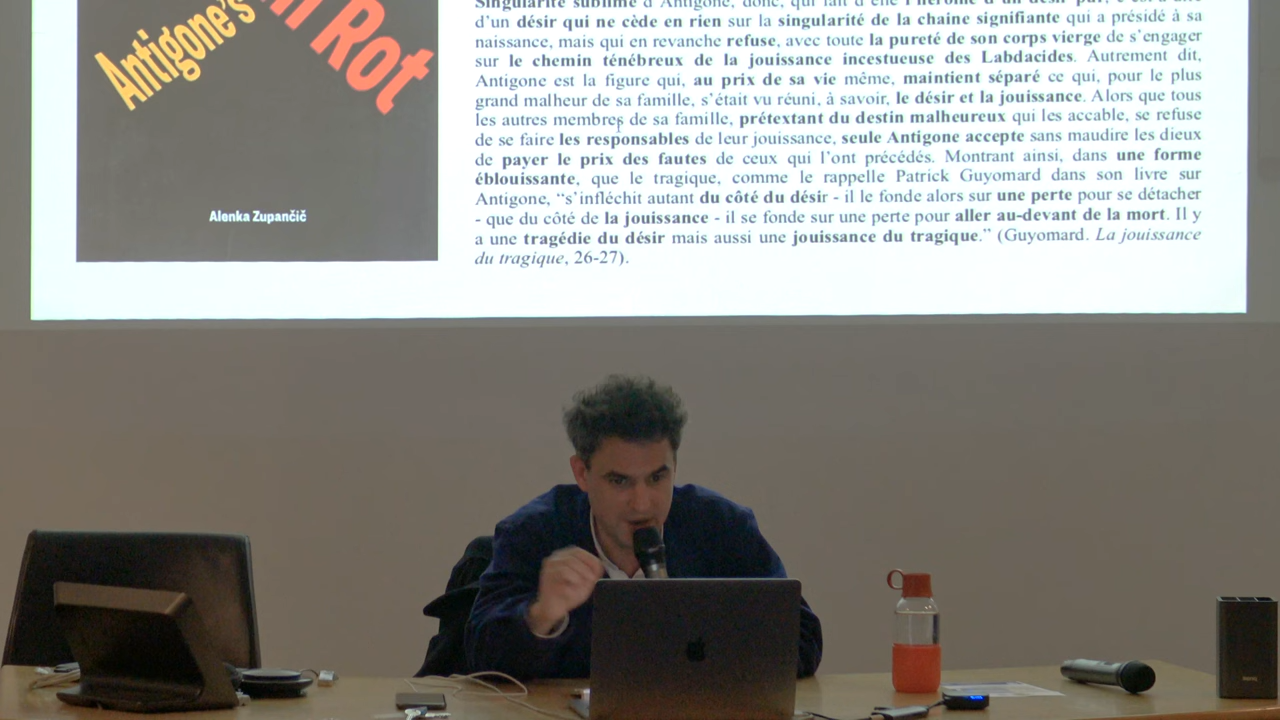 Antigone's
Rot
Alenka Zupančič
Singularité sublime d'Antigone, donc, qui fait d'elle l'héroïne d'un désir pur,
d'un désir qui ne cède en rien sur la singularité de la chaine signifiante qui a présidé à sa
naissance, mais qui en revanche refuse, avec toute la pureté de son corps vierge de s'engager
sur le chemin ténébreux de la jouissance incestueuse des Labdacides. Autrement dit,
Antigone est la figure qui, au prix de sa vie même, maintient séparé ce qui, pour le plus
grand malheur de sa famille, s'était vu réuni, à savoir, le désir et la jouissance. Alors que tous
les autres membres de sa famille, prétextant du destin malheureux qui les accable, se refuse
de se faire les responsables de leur jouissance, seule Antigone accepte sans maudire les dieux
de payer le prix des fautes de ceux qui l'ont précédés. Montrant ainsi, dans une forme
éblouissante, que le tragique, comme le rappelle Patrick Guyomard dans son livre sur
Antigone, “s'infléchit autant du côté du désir - il le fonde alors sur une perte pour se détacher
- que du côté de la jouissance - il se fonde sur une perte pour aller au-devant de la mort. Il y
a une tragédie du désir mais aussi une jouissance du tragique.” (Guyomard. La jouissance
du tragique, 26-27).